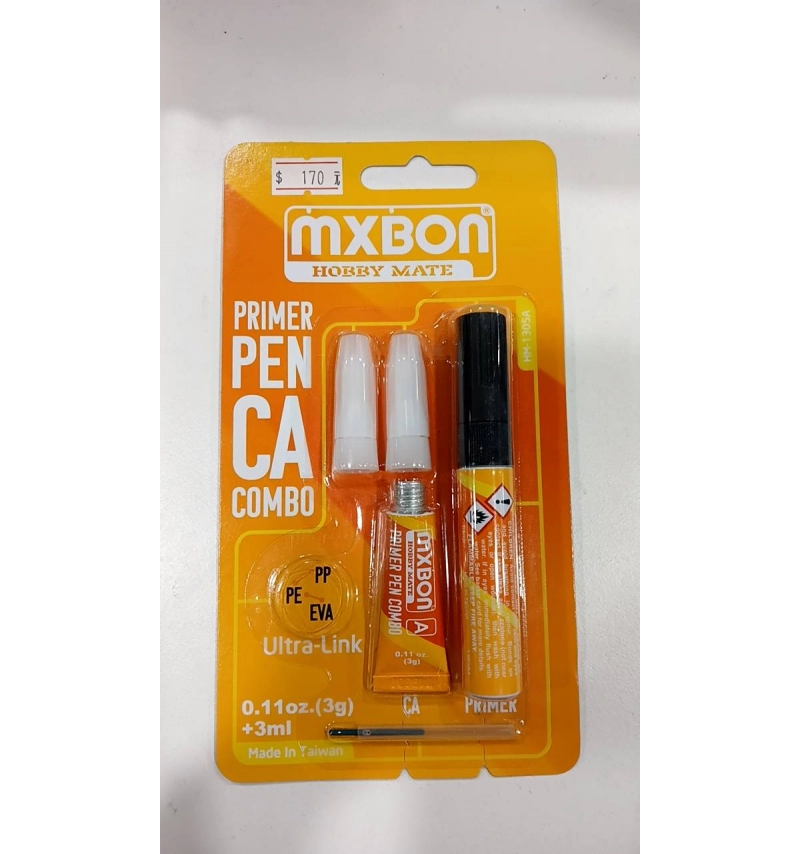 $ 170
MXBON®
HOBBY MATE
PRIMER
PEN
CA
COMBO
HM-1305A
PP
PE
EVA
Ultra-Link
MXBON
HOBBY MATE
PRIMER PEN COMBO
A
0.11 oz.
(3g)
0.11oz.(3g)
+3ml
CA
PRIMER
Made In Taiwan